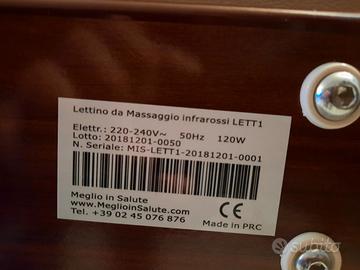 Lettino da Massaggio infrarossi LETT1
Elettr.: 220-240V~ 50Hz 120W
Lotto: 20181201-0050
N. Seriale: MIS-LETT1-20181201-0001
Meglio in Salute
www.MeglioinSalute.com
Tel. +39 02 45 076 876
CE
Made in PRC
subito